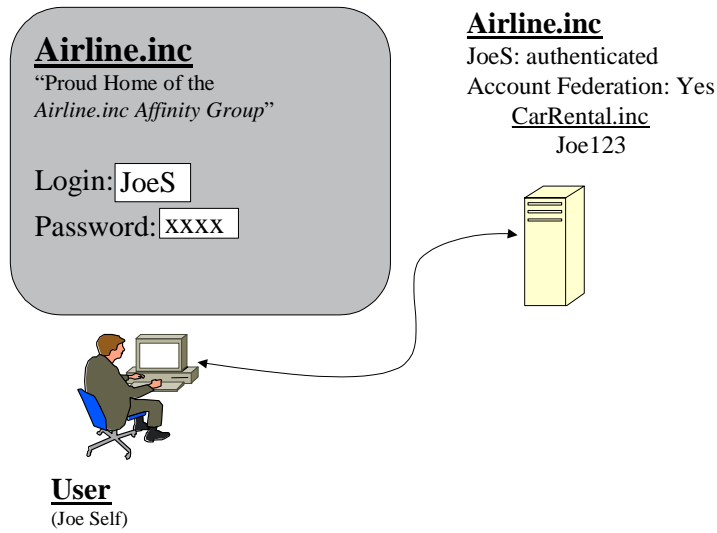 Airline.inc
“Proud Home of the
Airline.inc Affinity Group”
Login: JoeS
Password: xxxx
Airline.inc
JoeS: authenticated
Account Federation: Yes
CarRental.inc
Joe123
User
(Joe Self)